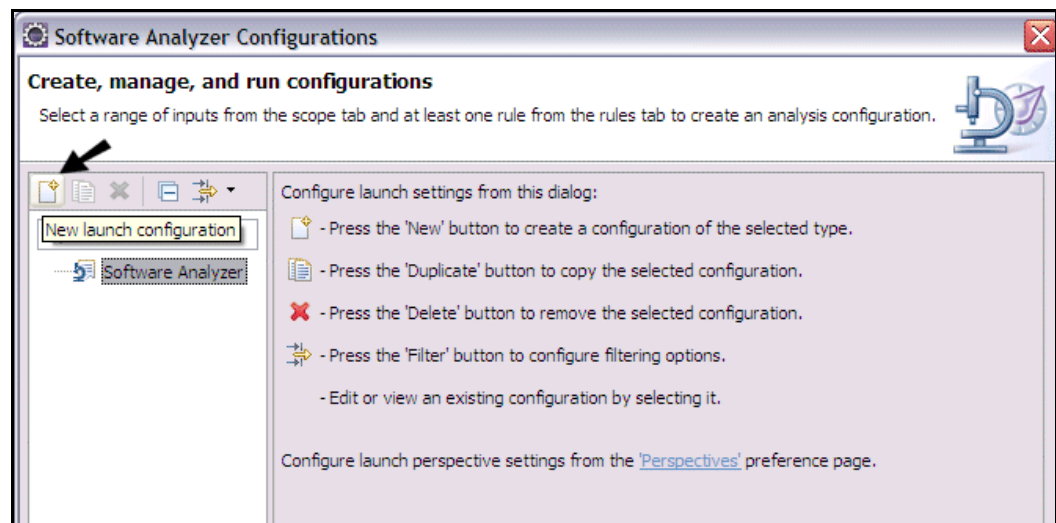 Software Analyzer Configurations
Create, manage, and run configurations
Select a range of inputs from the scope tab and at least one rule from the rules tab to create an analysis configuration.
New launch configuration
Software Analyzer
Configure launch settings from this dialog:
- Press the 'New' button to create a configuration of the selected type.
- Press the 'Duplicate' button to copy the selected configuration.
- Press the 'Delete' button to remove the selected configuration.
- Press the 'Filter' button to configure filtering options.
- Edit or view an existing configuration by selecting it.
Configure launch perspective settings from the 'Perspectives' preference page.